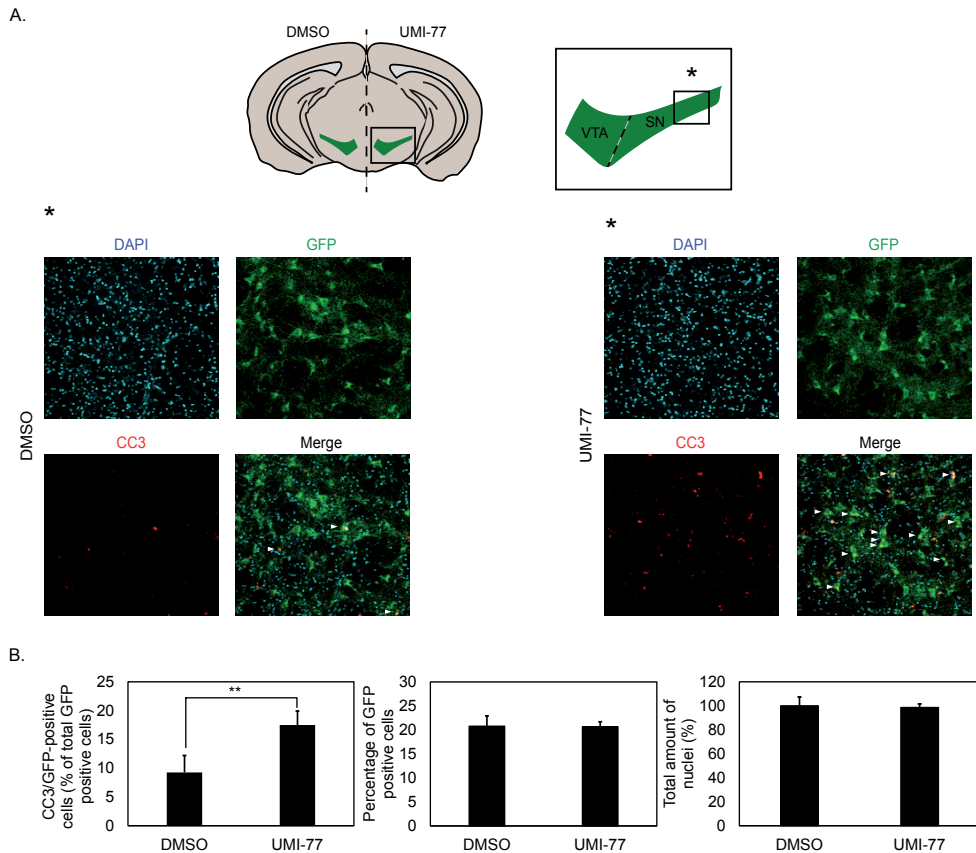 A.
DMSO
UMI-77
*
VTA
SN
*
DAPI
GFP
DMSO
CC3
Merge
*
DAPI
GFP
UMI-77
CC3
Merge
B.
CC3/GFP-positive
cells (% of total GFP
positive cells)
25
20
15
10
5
0
**
DMSO
UMI-77
Percentage of GFP
positive cells
30
25
20
15
10
5
0
DMSO
UMI-77
Total amount of
nuclei (%)
120
100
80
60
40
20
0
DMSO
UMI-77